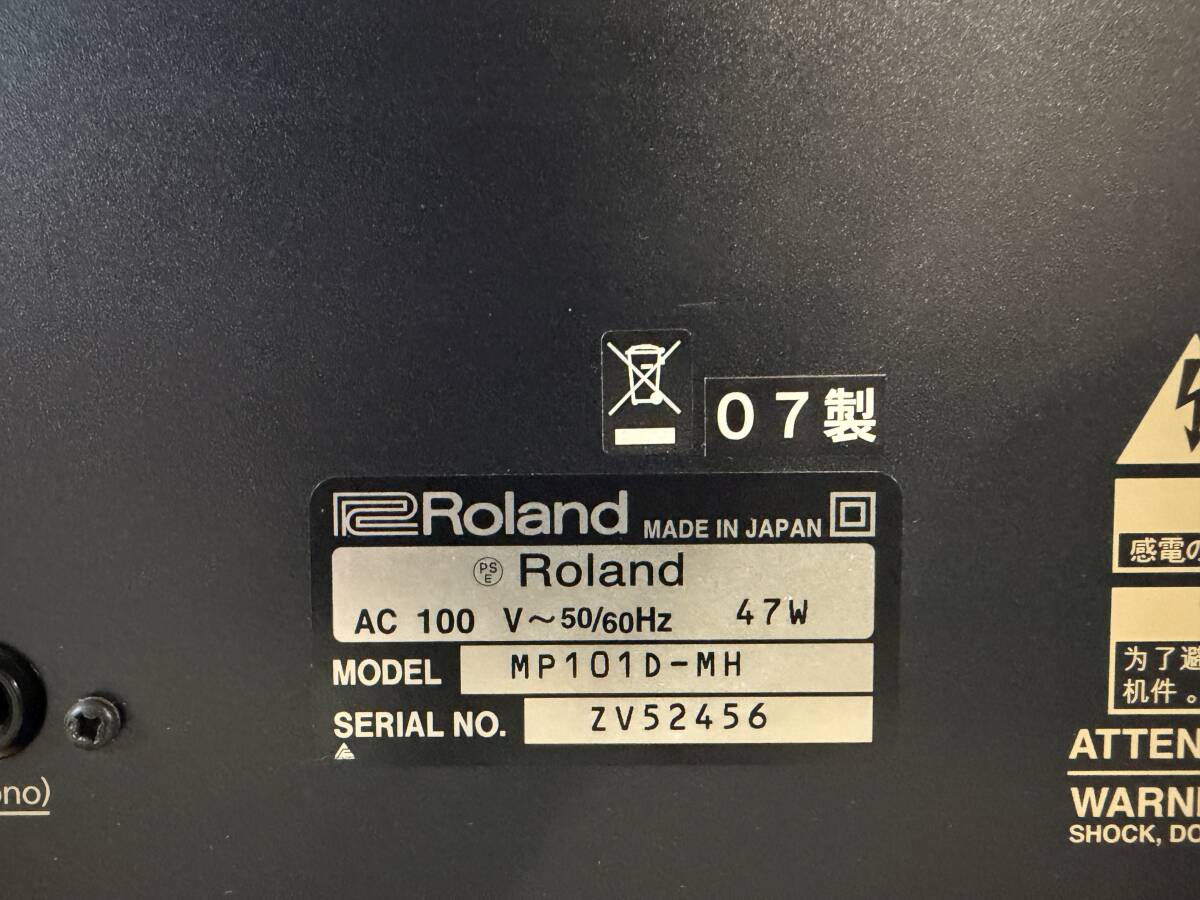 07製
Roland MADE IN JAPAN
PSE Roland
AC 100 V～50/60Hz 47W
MODEL MP101D-MH
SERIAL NO. ZV52456
ono)
感電の
为了避
机件。
ATTEN
WARNI
SHOCK, DO